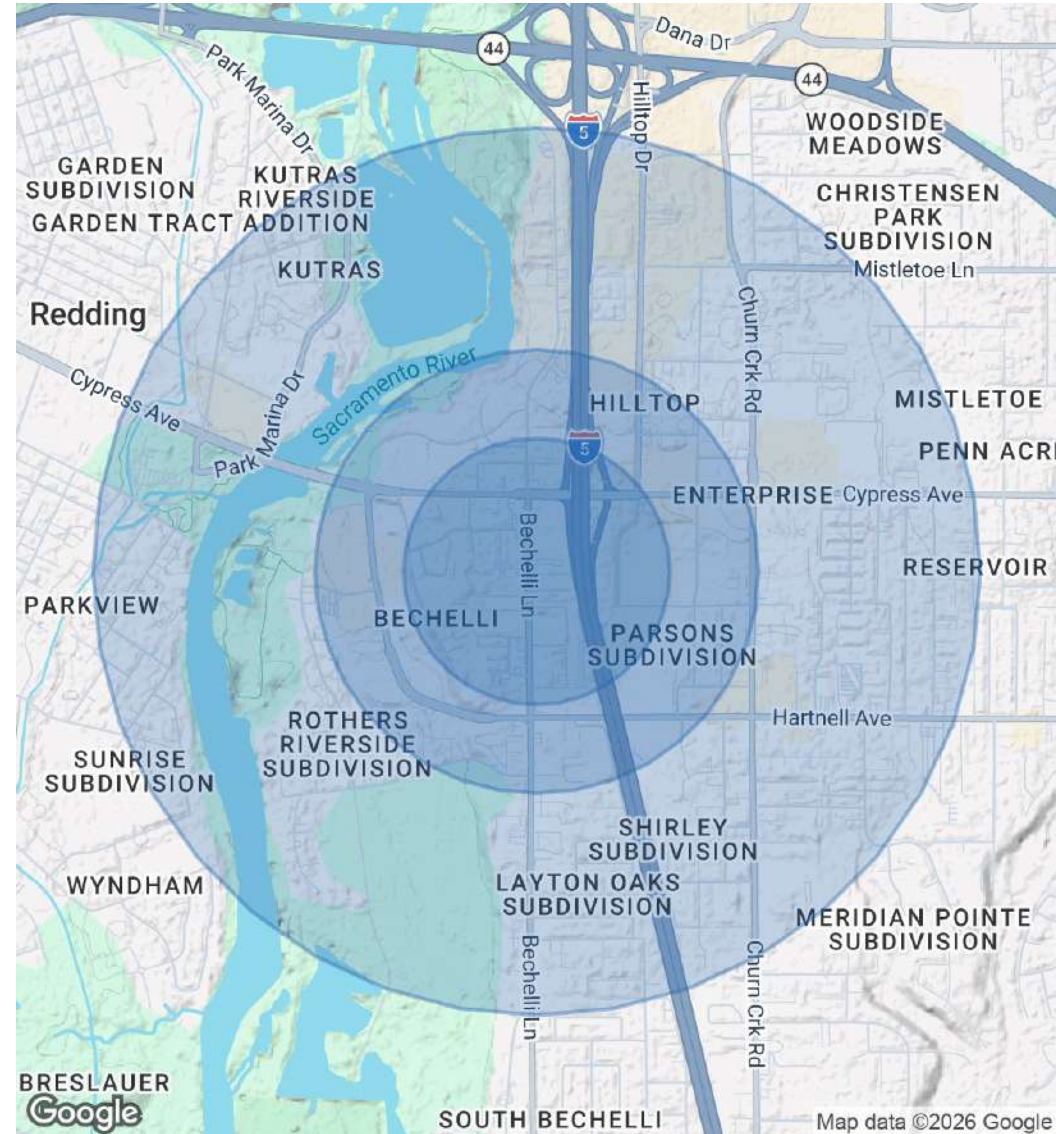 Dana Dr
44
44
Park Marina Dr
Hilltop Dr
5
WOODSIDE
MEADOWS
GARDEN
SUBDIVISION
KUTRAS
RIVERSIDE
GARDEN TRACT ADDITION
CHRISTENSEN
PARK
SUBDIVISION
KUTRAS
Mistletoe Ln
Redding
Churn Crk Rd
Sacramento River
Cypress Ave
Park Marina Dr
HILLTOP
MISTLETOE
5
PENN ACRE
ENTERPRISE
Cypress Ave
Bechelli Ln
RESERVOIR
PARKVIEW
BECHELLI
PARSONS
SUBDIVISION
ROTHERS
RIVERSIDE
SUBDIVISION
Hartnell Ave
SUNRISE
SUBDIVISION
SHIRLEY
SUBDIVISION
WYNDHAM
LAYTON OAKS
SUBDIVISION
MERIDIAN POINTE
SUBDIVISION
Bechelli Ln
Churn Crk Rd
BRESLAUER
Google
SOUTH BECHELLI
Map data ©2026 Google